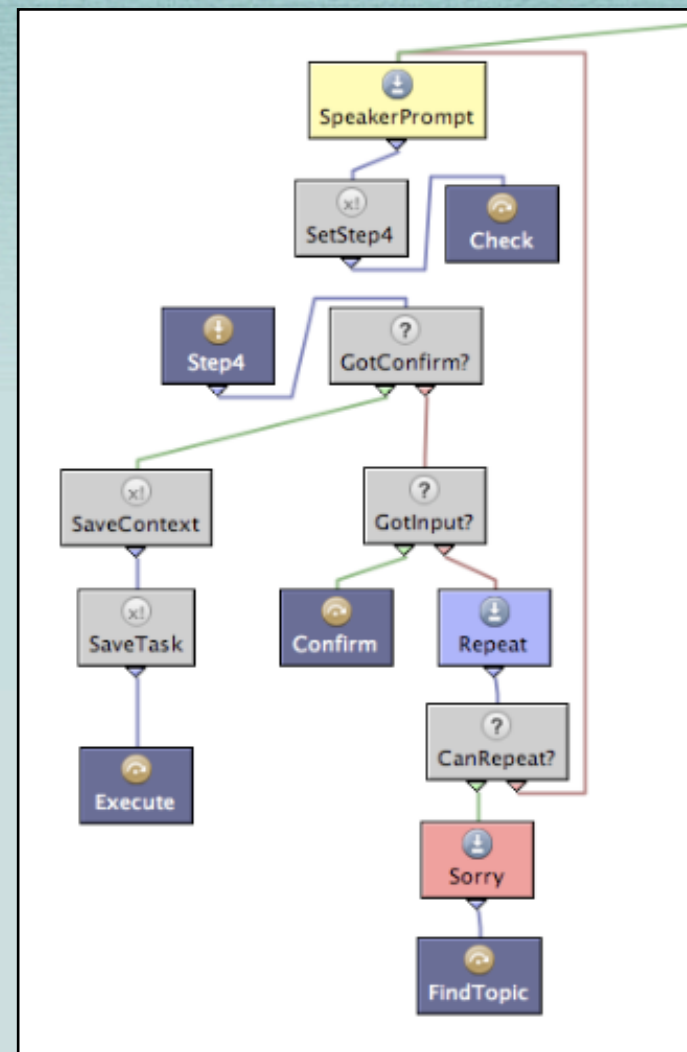 SpeakerPrompt
x!
SetStep4
Check
!
Step4
?
GotConfirm?
x!
SaveContext
?
GotInput?
x!
SaveTask
Confirm
Repeat
?
CanRepeat?
Execute
Sorry
FindTopic